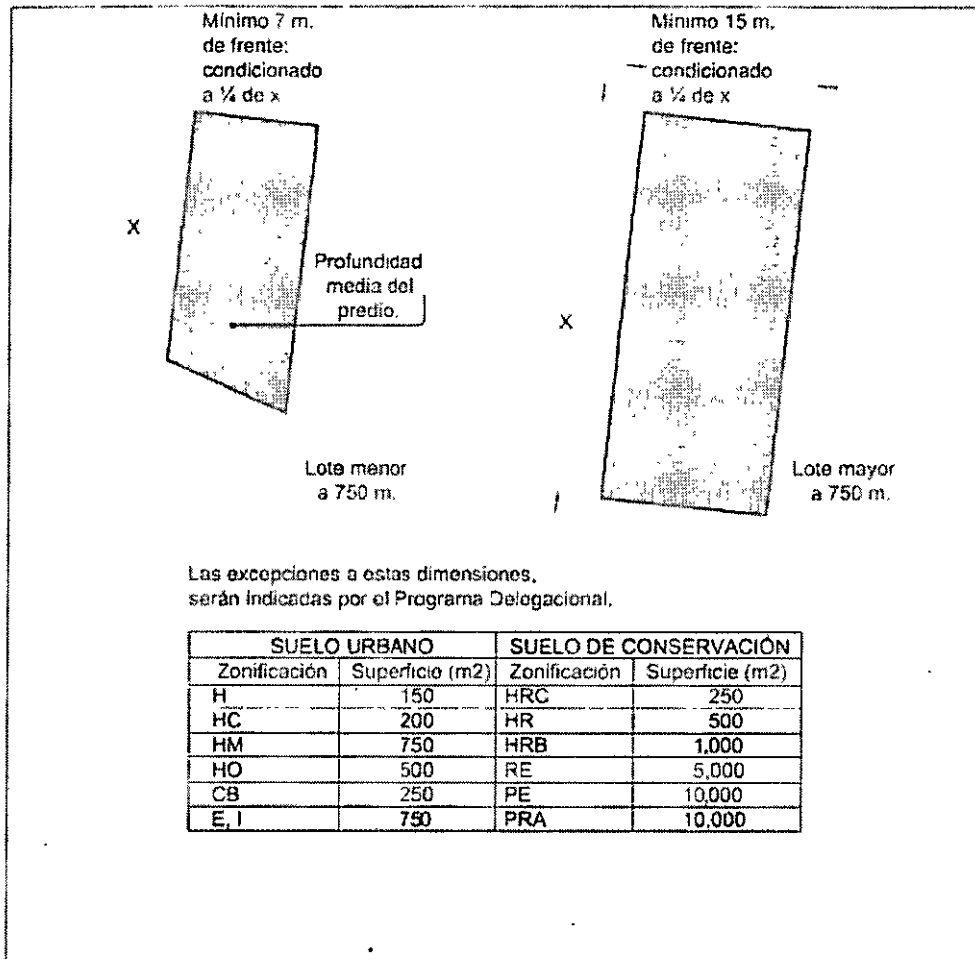 Mínimo 7 m.
de frente:
condicionado
a ¼ de x
Mínimo 15 m.
de frente:
condicionado
a ¼ de x
X
Profundidad
media del
predio.
X
Lote menor
a 750 m.
Lote mayor
a 750 m.
Las excepciones a estas dimensiones,
serán indicadas por el Programa Delegacional.
SUELO URBANO SUELO DE CONSERVACIÓN
Zonificación Superficie (m2) Zonificación Superficie (m2)
H 150 HRC 250
HC 200 HR 500
HM 750 HRB 1,000
HO 500 RE 5,000
CB 250 PE 10,000
E, I 750 PRA 10,000